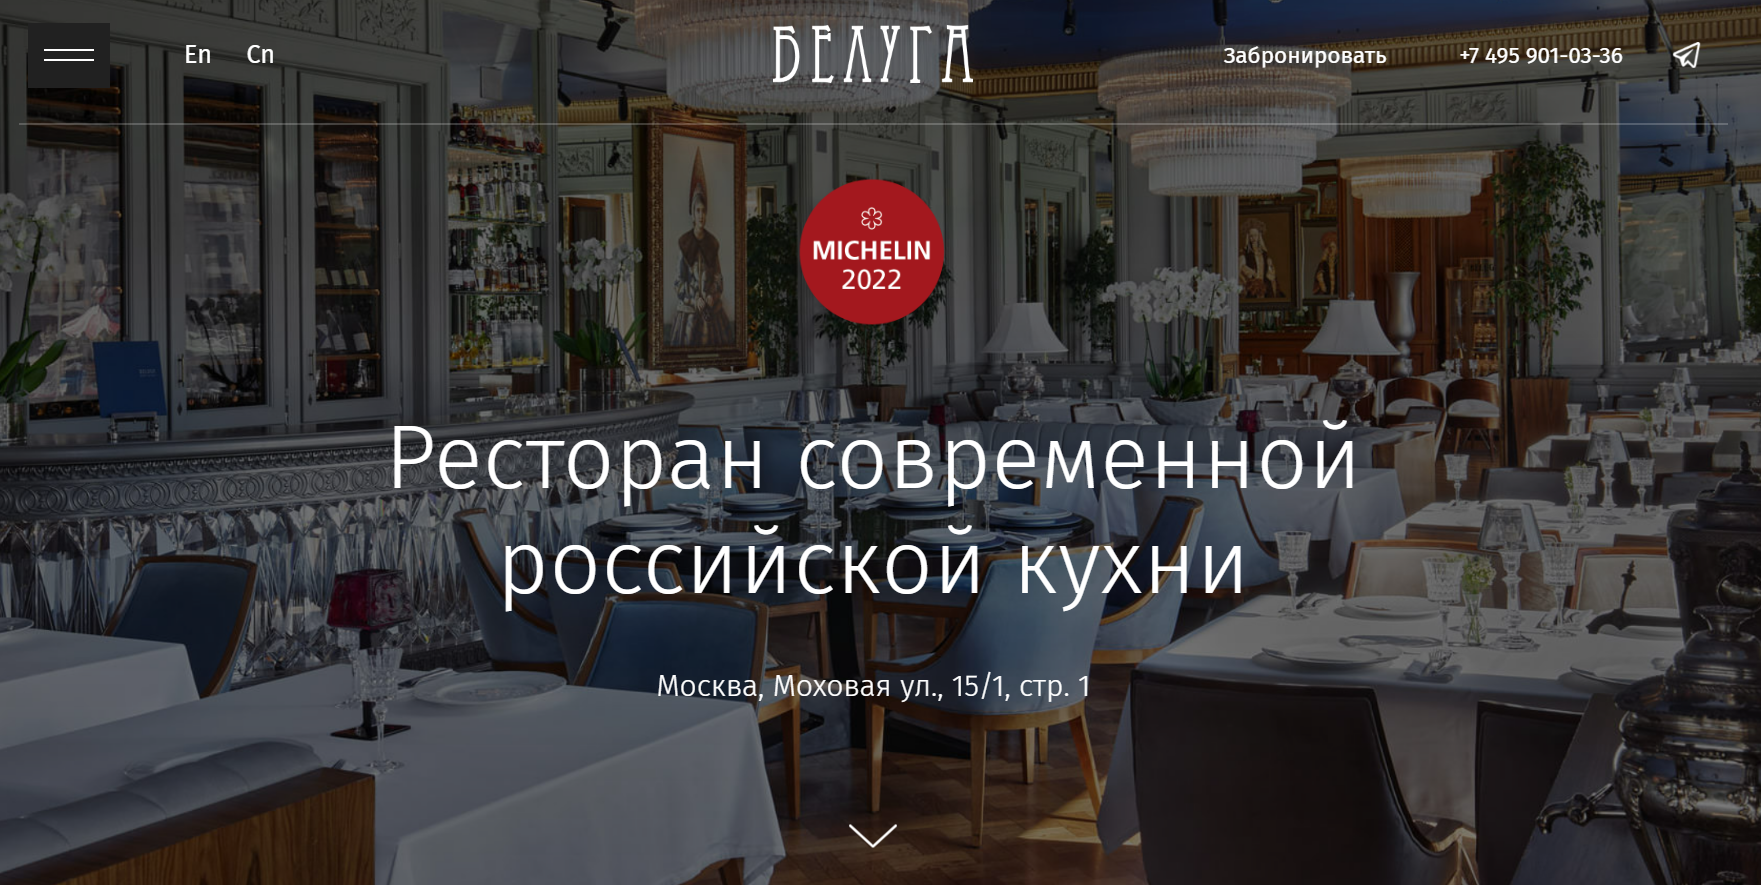 En
Cn
БЕЛУГА
Забронировать
+7 495 901-03-36
MICHELIN
2022
Ресторан современной
российской кухни
Москва, Моховая ул., 15/1, стр. 1